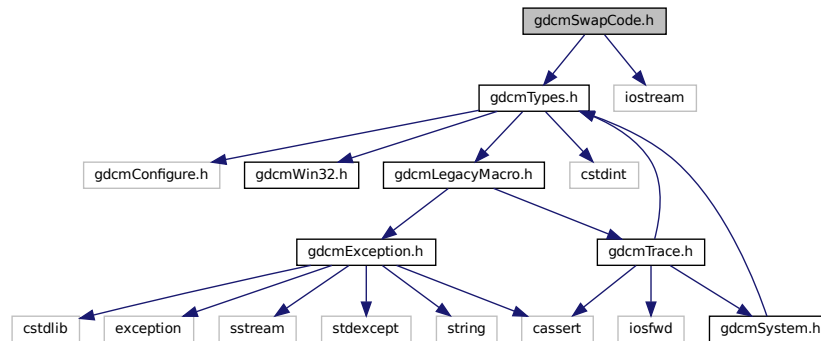 gdcmSwapCode.h
gdcmTypes.h
iostream
gdcmConfigure.h
gdcmWin32.h
gdcmLegacyMacro.h
cstdint
gdcmException.h
gdcmTrace.h
cstdlib
exception
sstream
stdexcept
string
cassert
iosfwd
gdcmSystem.h